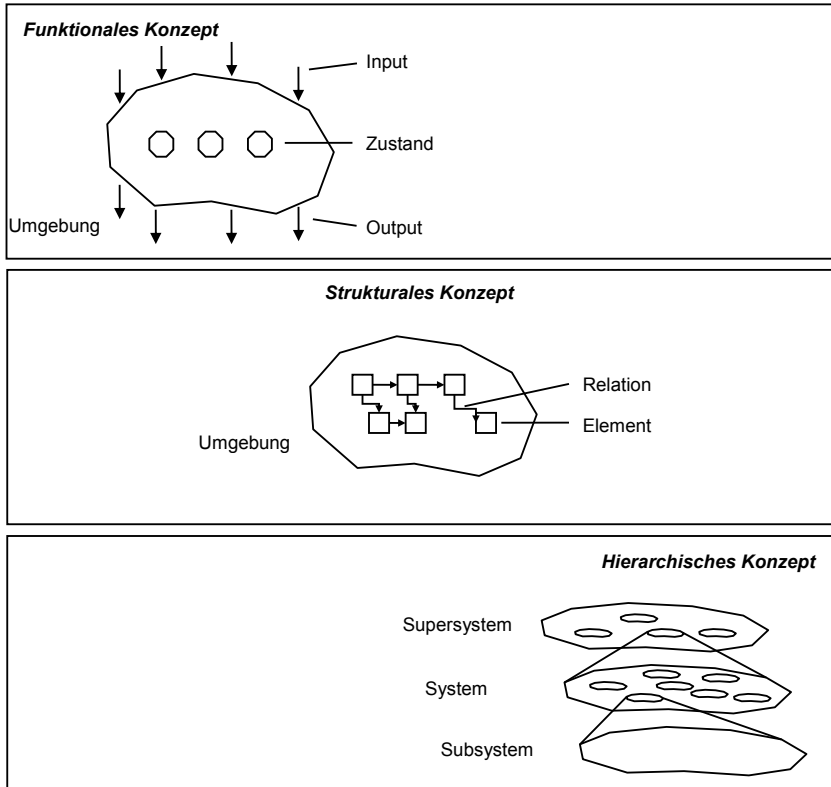 Funktionales Konzept
Input
Zustand
Umgebung
Output
Strukturales Konzept
Relation
Umgebung
Element
Hierarchisches Konzept
Supersystem
System
Subsystem